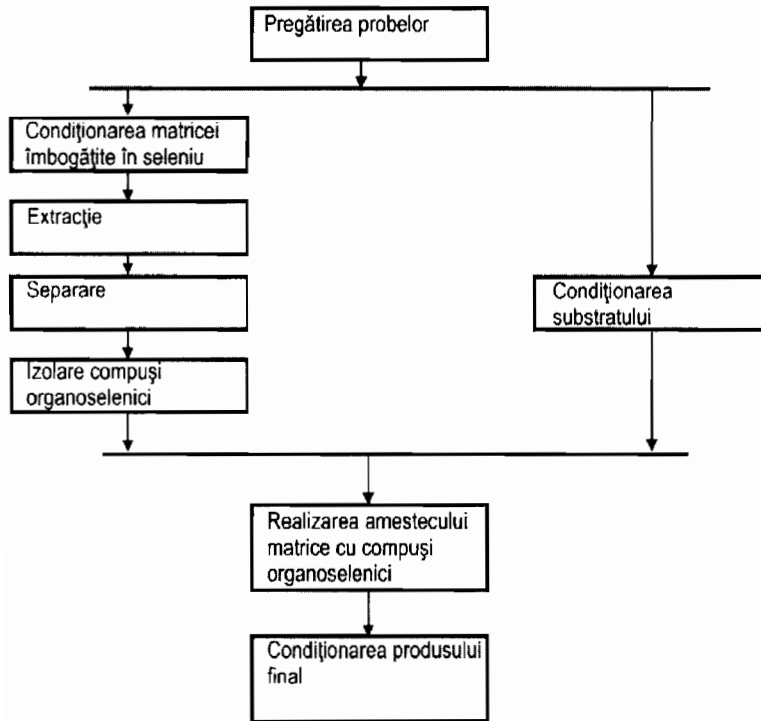 Pregătirea probelor
Condiţionarea matricei
îmbogăţite în seleniu
Extracţie
Separare
Izolare compuşi
organoselenici
Condiţionarea
substratului
Realizarea amestecului
matrice cu compuşi
organoselenici
Condiţionarea produsului
final